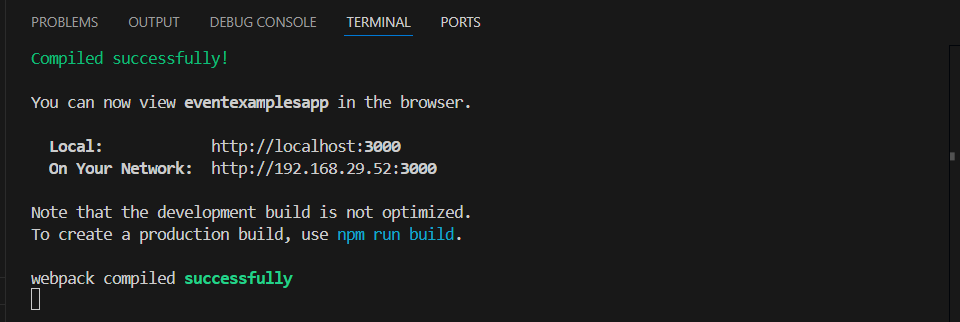 PROBLEMS OUTPUT DEBUG CONSOLE TERMINAL PORTS
Compiled successfully!
You can now view eventexamplesapp in the browser.
Local: http://localhost:3000
On Your Network: http://192.168.29.52:3000
Note that the development build is not optimized.
To create a production build, use npm run build.
webpack compiled successfully